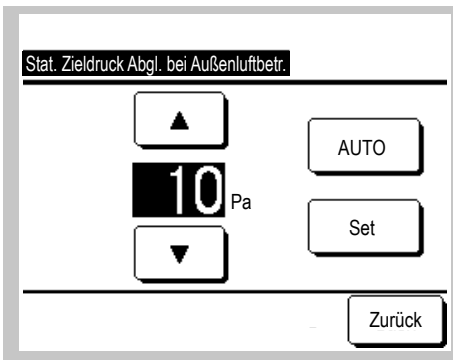 Stat. Zieldruck Abgl. bei Außenluftbetr.
▲
AUTO
10 Pa
Set
▼
Zurück